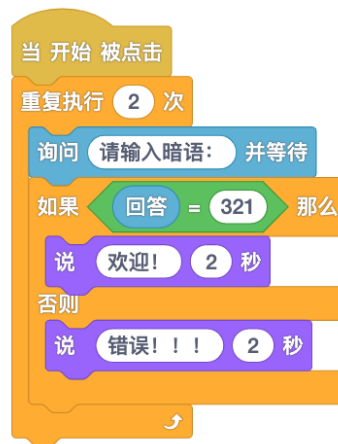 当 开始 被点击
重复执行 2 次
询问 请输入暗语： 并等待
如果 回答 = 321 那么
说 欢迎！ 2 秒
否则
说 错误！！！ 2 秒